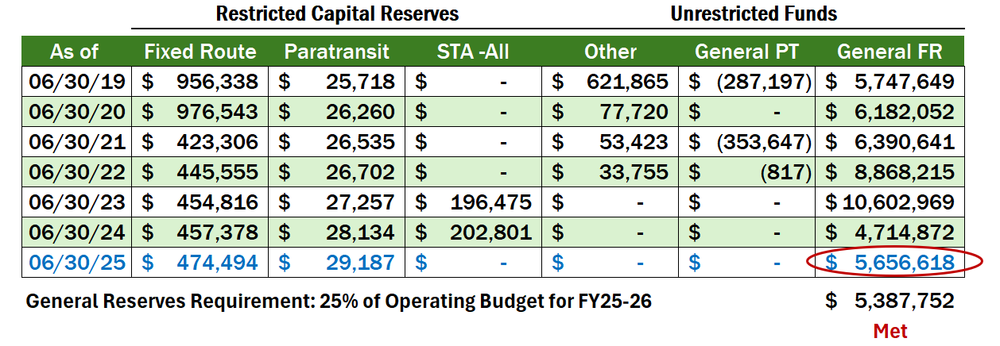 Restricted Capital Reserves Unrestricted Funds
As of Fixed Route Paratransit STA -All Other General PT General FR
06/30/19 $ 956,338 $ 25,718 $ - $ 621,865 $ (287,197) $ 5,747,649
06/30/20 $ 976,543 $ 26,260 $ - $ 77,720 $ - $ 6,182,052
06/30/21 $ 423,306 $ 26,535 $ - $ 53,423 $ (353,647) $ 6,390,641
06/30/22 $ 445,555 $ 26,702 $ - $ 33,755 $ (817) $ 8,868,215
06/30/23 $ 454,816 $ 27,257 $ 196,475 $ - $ - $ 10,602,969
06/30/24 $ 457,378 $ 28,134 $ 202,801 $ - $ - $ 4,714,872
06/30/25 $ 474,494 $ 29,187 $ - $ - $ - $ 5,656,618
General Reserves Requirement: 25% of Operating Budget for FY25-26 $ 5,387,752
Met